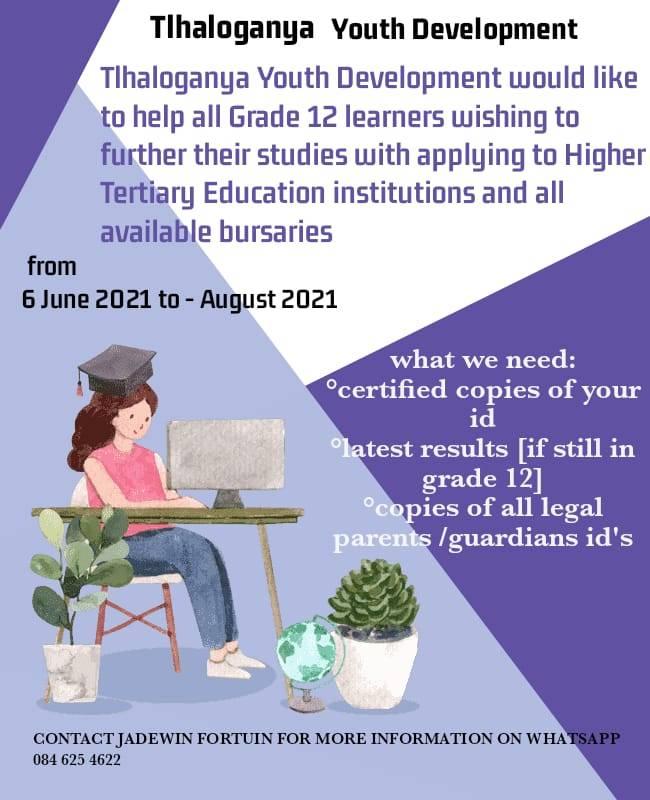 Tlhaloganya Youth Development
Tlhaloganya Youth Development would like
to help all Grade 12 learners wishing to
further their studies with applying to Higher
Tertiary Education institutions and all
available bursaries
from
6 June 2021 to - August 2021
what we need:
°certified copies of your
id
°latest results [if still in
grade 12]
°copies of all legal
parents /guardians id's
CONTACT JADEWIN FORTUIN FOR MORE INFORMATION ON WHATSAPP
084 625 4622